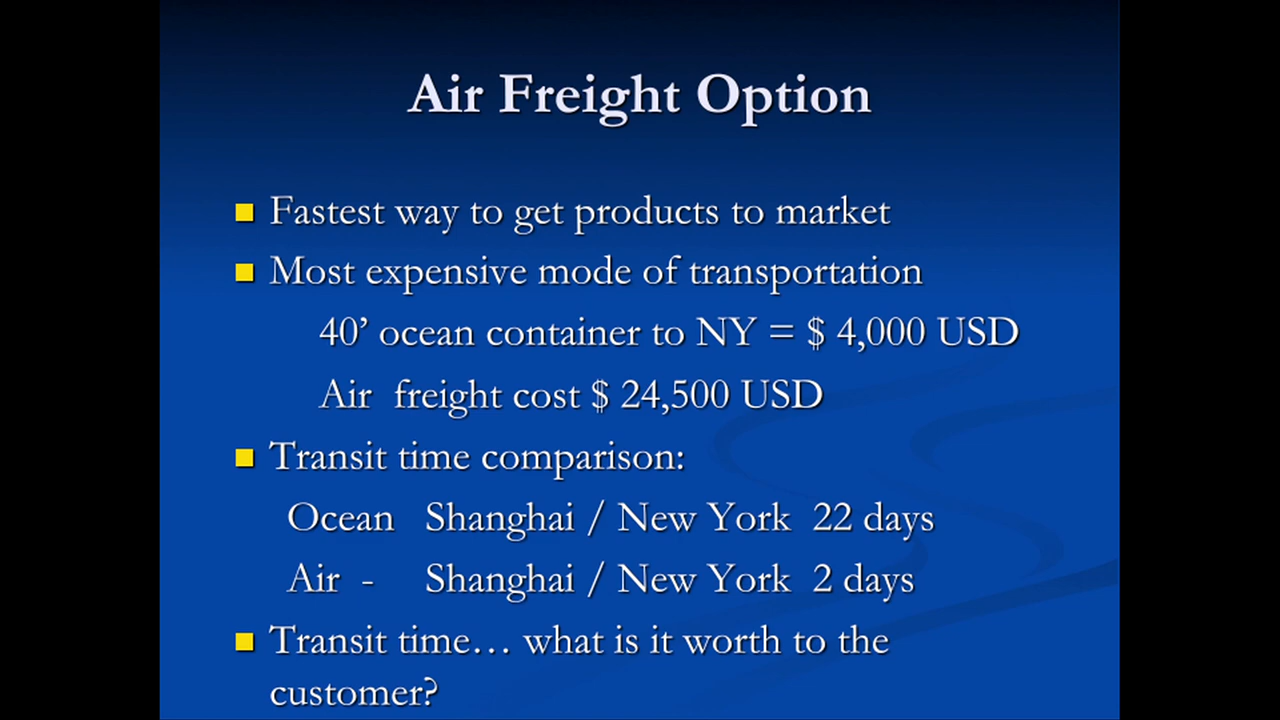 Air Freight Option
Fastest way to get products to market
Most expensive mode of transportation
40’ ocean container to NY = $ 4,000 USD
Air freight cost $ 24,500 USD
Transit time comparison:
Ocean Shanghai / New York 22 days
Air - Shanghai / New York 2 days
Transit time… what is it worth to the
customer?